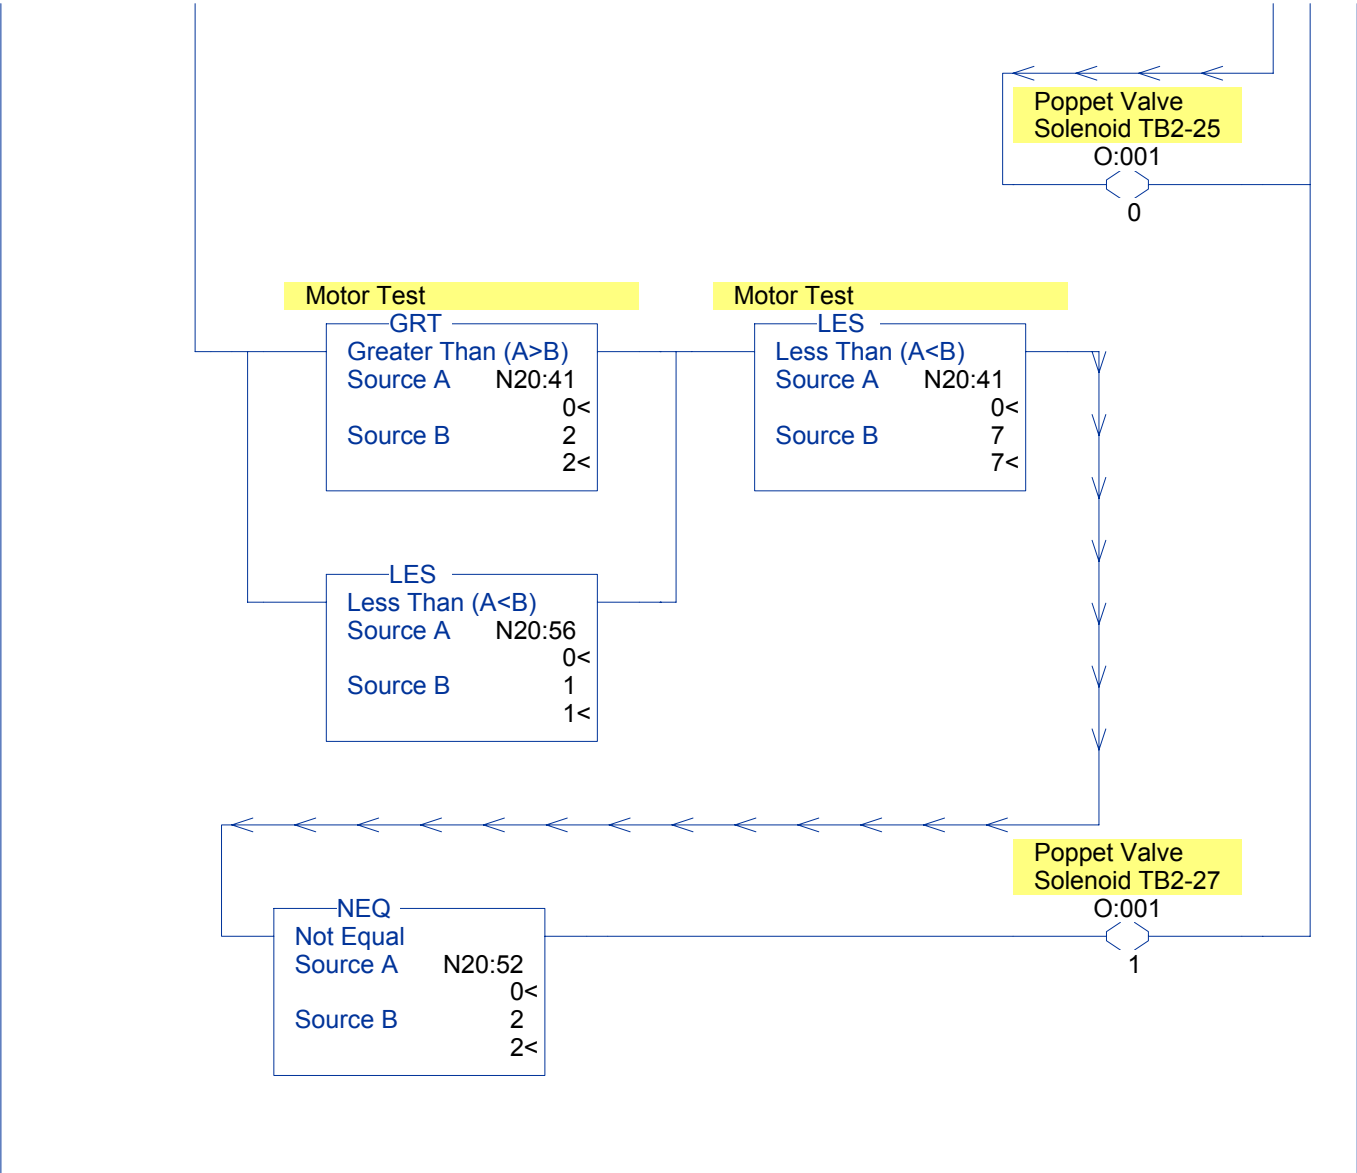 Poppet Valve
Solenoid TB2-25
O:001
0
Motor Test
GRT
Greater Than (A>B)
Source A N20:41
0<
Source B 2
2<
Motor Test
LES
Less Than (A<B)
Source A N20:41
0<
Source B 7
7<
LES
Less Than (A<B)
Source A N20:56
0<
Source B 1
1<
Poppet Valve
Solenoid TB2-27
O:001
1
NEQ
Not Equal
Source A N20:52
0<
Source B 2
2<